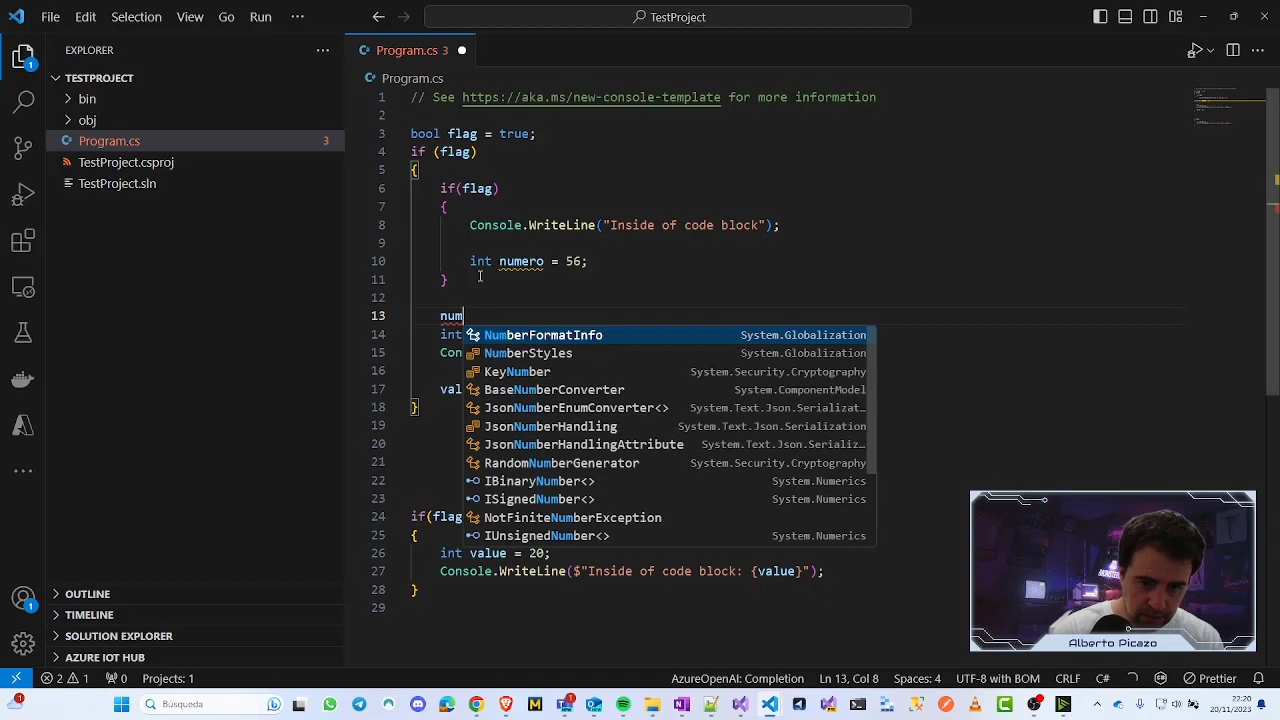 File Edit Selection View Go Run ··· TestProject
EXPLORER ···
TESTPROJECT
bin
obj
Program.cs 3
TestProject.csproj
TestProject.sln
OUTLINE
TIMELINE
SOLUTION EXPLORER
AZURE IOT HUB
Program.cs 3
Program.cs
1 // See https://aka.ms/new-console-template for more information
2
3 bool flag = true;
4 if (flag)
5 {
6 if(flag)
7 {
8 Console.WriteLine("Inside of code block");
9
10 int numero = 56;
11 }
12
13 num
14 int
15 Con
16
17 val
18 }
19
20
21
22
23
24 if(flag
25 {
26 int value = 20;
27 Console.WriteLine($"Inside of code block: {value}");
28 }
29
NumberFormatInfo System.Globalization
NumberStyles System.Globalization
KeyNumber System.Security.Cryptography
BaseNumberConverter System.ComponentModel
JsonNumberEnumConverter<> System.Text.Json.Serializat…
JsonNumberHandling System.Text.Json.Serialization
JsonNumberHandlingAttribute System.Text.Json.Serializ…
RandomNumberGenerator System.Security.Cryptography
IBinaryNumber<> System.Numerics
ISignedNumber<> System.Numerics
NotFiniteNumberException
IUnsignedNumber<> System.Numerics
1
1
Alberto Picazo
2 1 0 Projects: 1 AzureOpenAI: Completion Ln 13, Col 8 Spaces: 4 UTF-8 with BOM CRLF C# Prettier
1 Búsqueda 1 22:20
20/11/2023